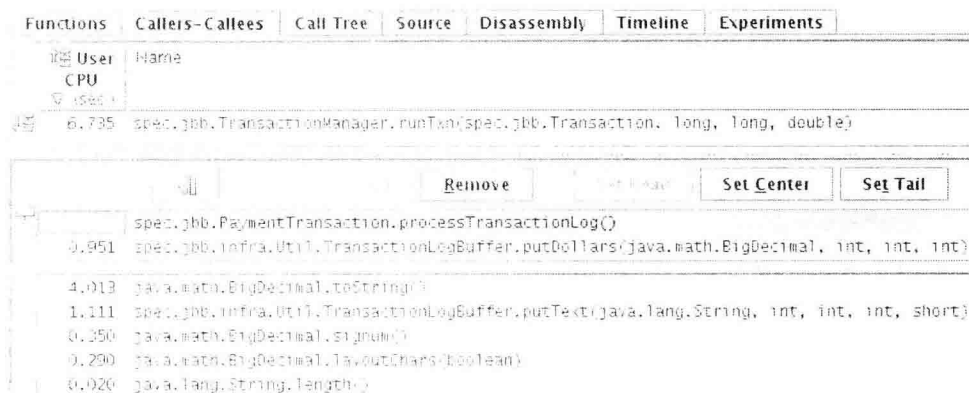 Functions Callers-Callees Call Tree Source Disassembly Timeline Experiments
User Name
CPU
(sec)
6.735 spec.jbb.TransactionManager.runTxn(spec.jbb.Transaction, long, long, double)
Remove Set Center Set Tail
spec.jbb.PaymentTransaction.processTransactionLog()
0.951 spec.jbb.infra.Util.TransactionLogBuffer.putDollars(java.math.BigDecimal, int, int, int)
4.013 java.math.BigDecimal.toString()
1.111 spec.jbb.infra.Util.TransactionLogBuffer.putText(java.lang.String, int, int, int, short)
0.350 java.math.BigDecimal.signum()
0.290 java.math.BigDecimal.layoutChars(boolean)
0.020 java.lang.String.length()